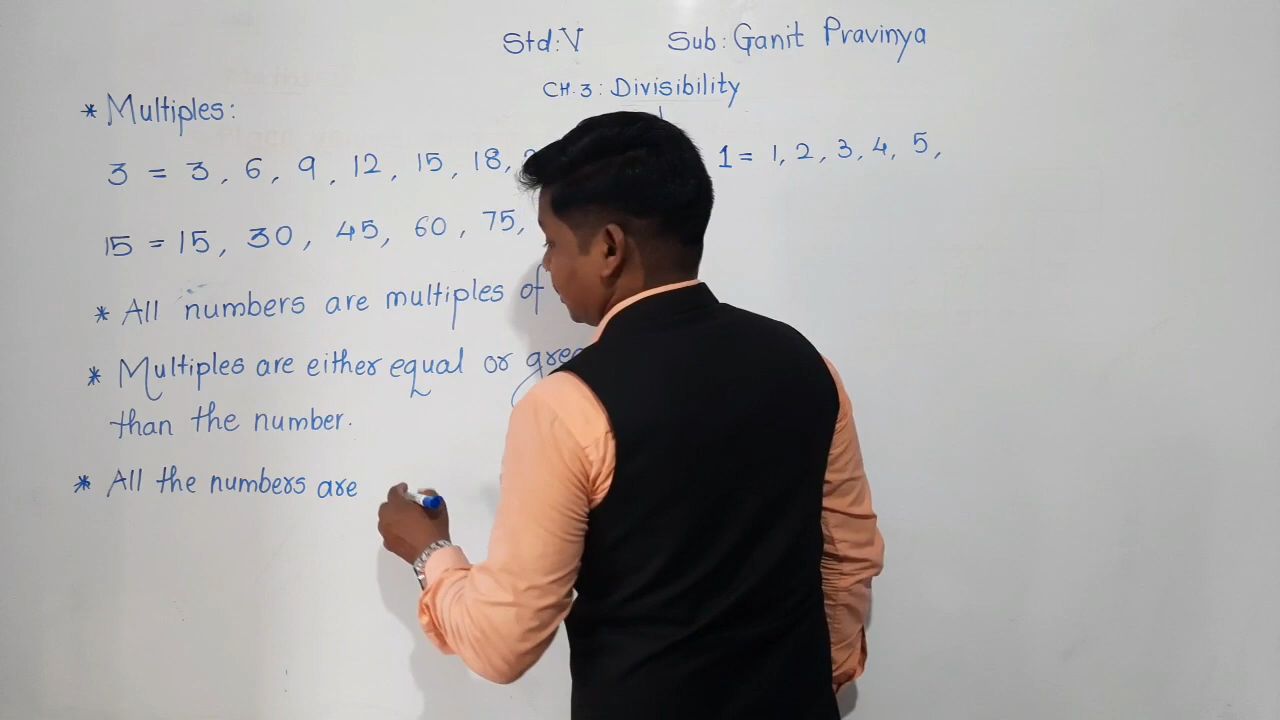 Std: V Sub: Ganit Pravinya
CH. 3 : Divisibility
* Multiples:
3 = 3, 6, 9, 12, 15, 18,
1 = 1, 2, 3, 4, 5,
15 = 15, 30, 45, 60, 75,
* All numbers are multiples of
* Multiples are either equal or
than the number.
* All the numbers are